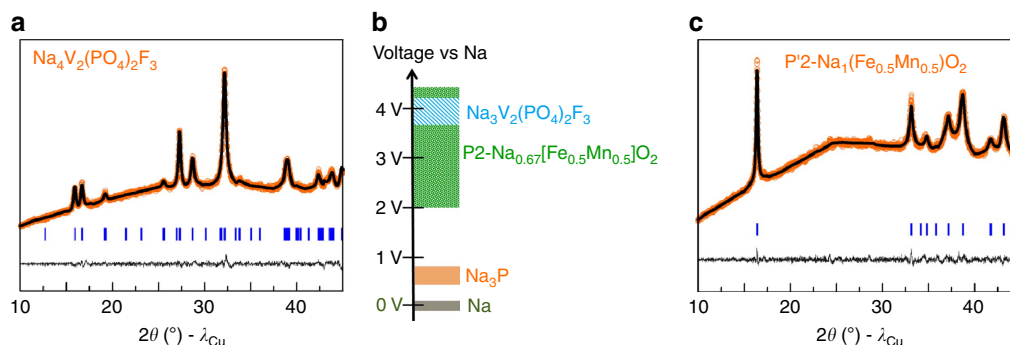 a
Na₄V₂(PO₄)₂F₃
10 20 30 40
2θ (°) - λCu
b
Voltage vs Na
4 V
Na₃V₂(PO₄)₂F₃
3 V
P2-Na₀.₆₇[Fe₀.₅Mn₀.₅]O₂
2 V
1 V
Na₃P
0 V
Na
c
P'2-Na₁(Fe₀.₅Mn₀.₅)O₂
10 20 30 40
2θ (°) - λCu